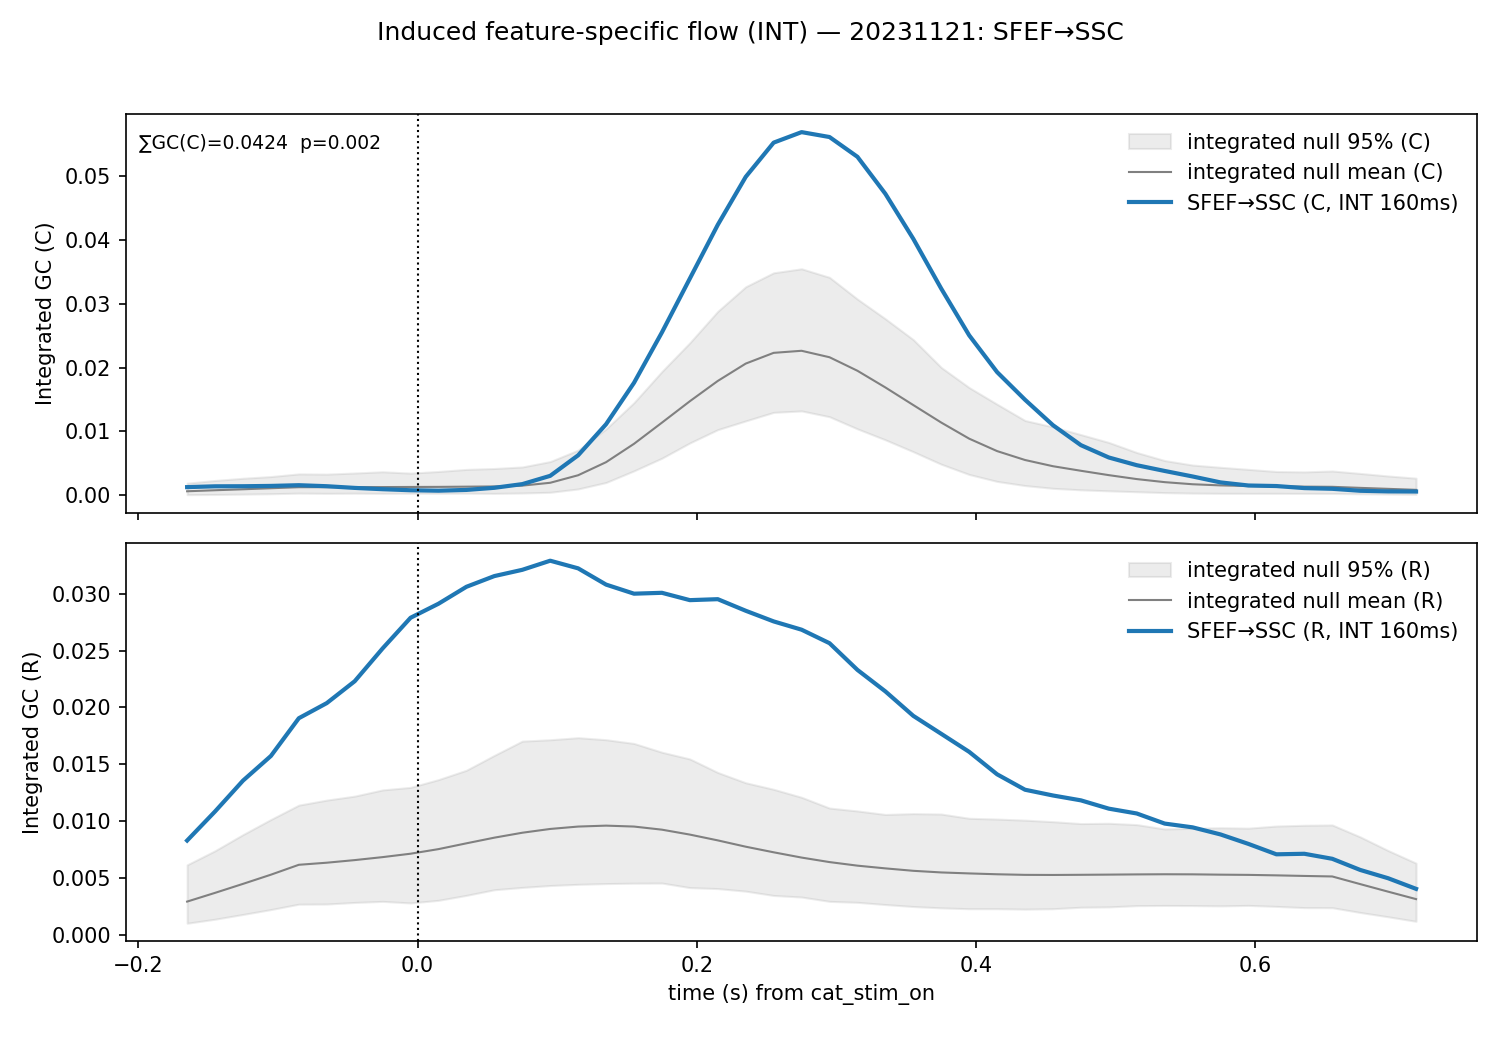 Induced feature-specific flow (INT) — 20231121: SFEF→SSC
∑GC(C)=0.0424  p=0.002
integrated null 95% (C)
integrated null mean (C)
SFEF→SSC (C, INT 160ms)
Integrated GC (C)
0.05
0.04
0.03
0.02
0.01
0.00
integrated null 95% (R)
integrated null mean (R)
SFEF→SSC (R, INT 160ms)
Integrated GC (R)
0.030
0.025
0.020
0.015
0.010
0.005
0.000
−0.2 0.0 0.2 0.4 0.6
time (s) from cat_stim_on